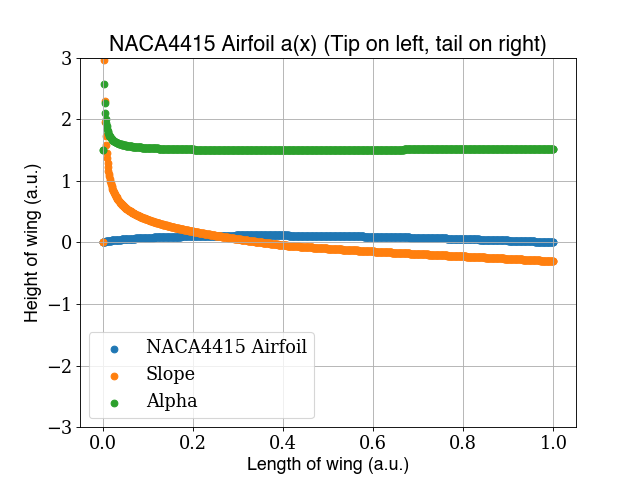 NACA4415 Airfoil a(x) (Tip on left, tail on right)
Height of wing (a.u.)
3
2
1
0
−1
−2
−3
NACA4415 Airfoil
Slope
Alpha
0.0 0.2 0.4 0.6 0.8 1.0
Length of wing (a.u.)